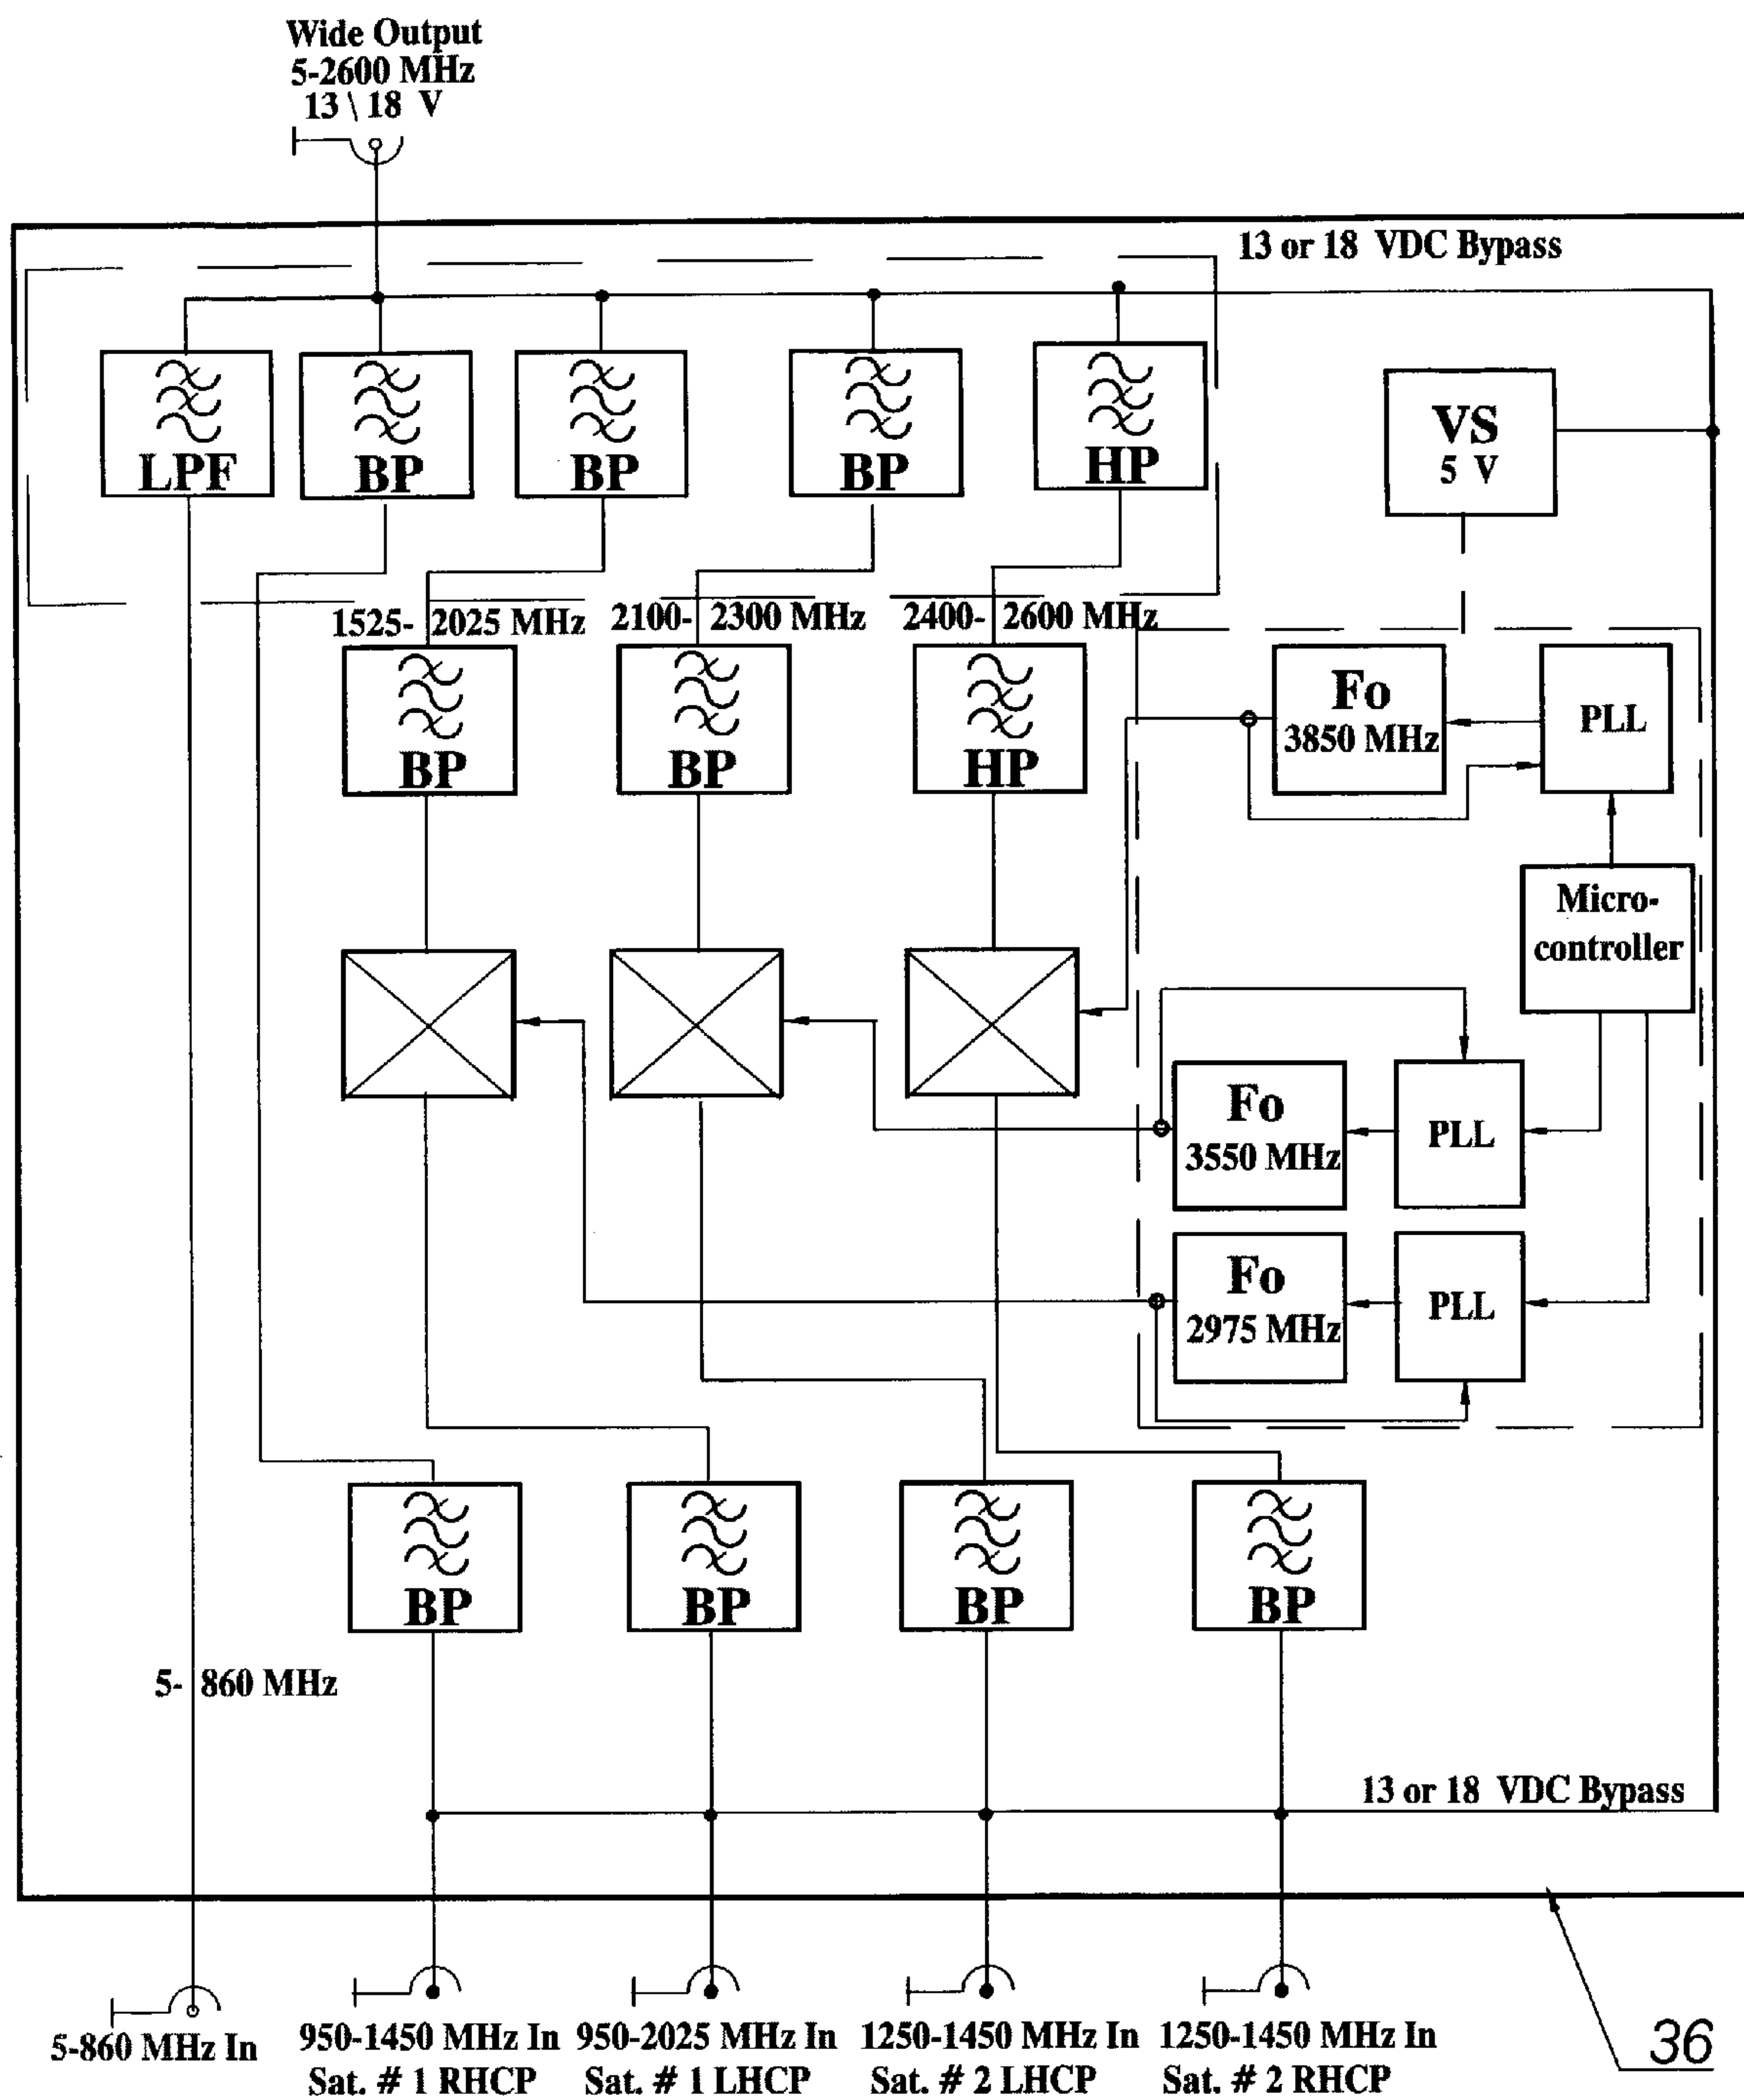 Wide Output
5-2600 MHz
13 \ 18 V
13 or 18 VDC Bypass
LPF
BP
BP
BP
HP
VS
5 V
1525- 2025 MHz
2100- 2300 MHz
2400- 2600 MHz
BP
BP
HP
Fo
3850 MHz
PLL
Micro-
controller
Fo
3550 MHz
PLL
Fo
2975 MHz
PLL
BP
BP
BP
BP
5- 860 MHz
13 or 18 VDC Bypass
5-860 MHz In
950-1450 MHz In
Sat. # 1 RHCP
950-2025 MHz In
Sat. # 1 LHCP
1250-1450 MHz In
Sat. # 2 LHCP
1250-1450 MHz In
Sat. # 2 RHCP
36